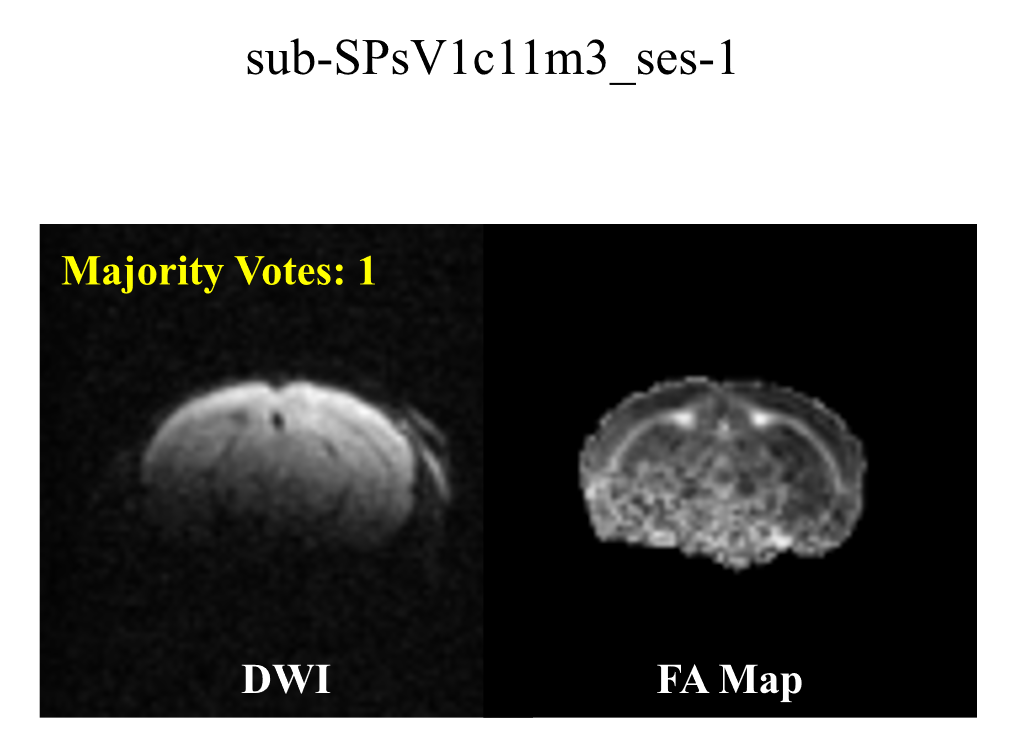 sub-SPsV1c11m3_ses-1
Majority Votes: 1
DWI
FA Map